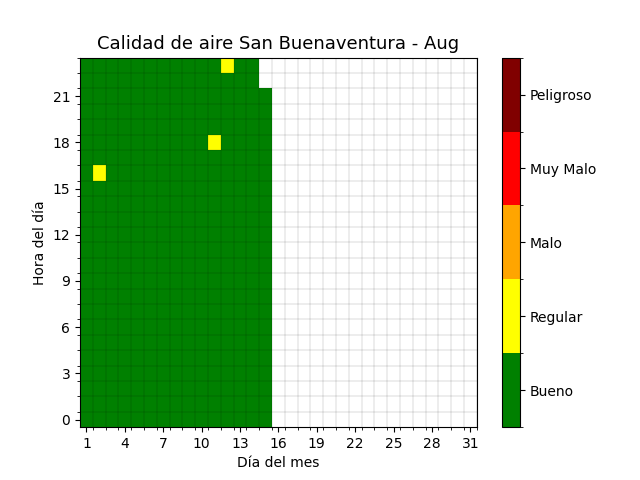 Calidad de aire San Buenaventura - Aug
Hora del día
21
18
15
12
9
6
3
0
1 4 7 10 13 16 19 22 25 28 31
Día del mes
Peligroso
Muy Malo
Malo
Regular
Bueno